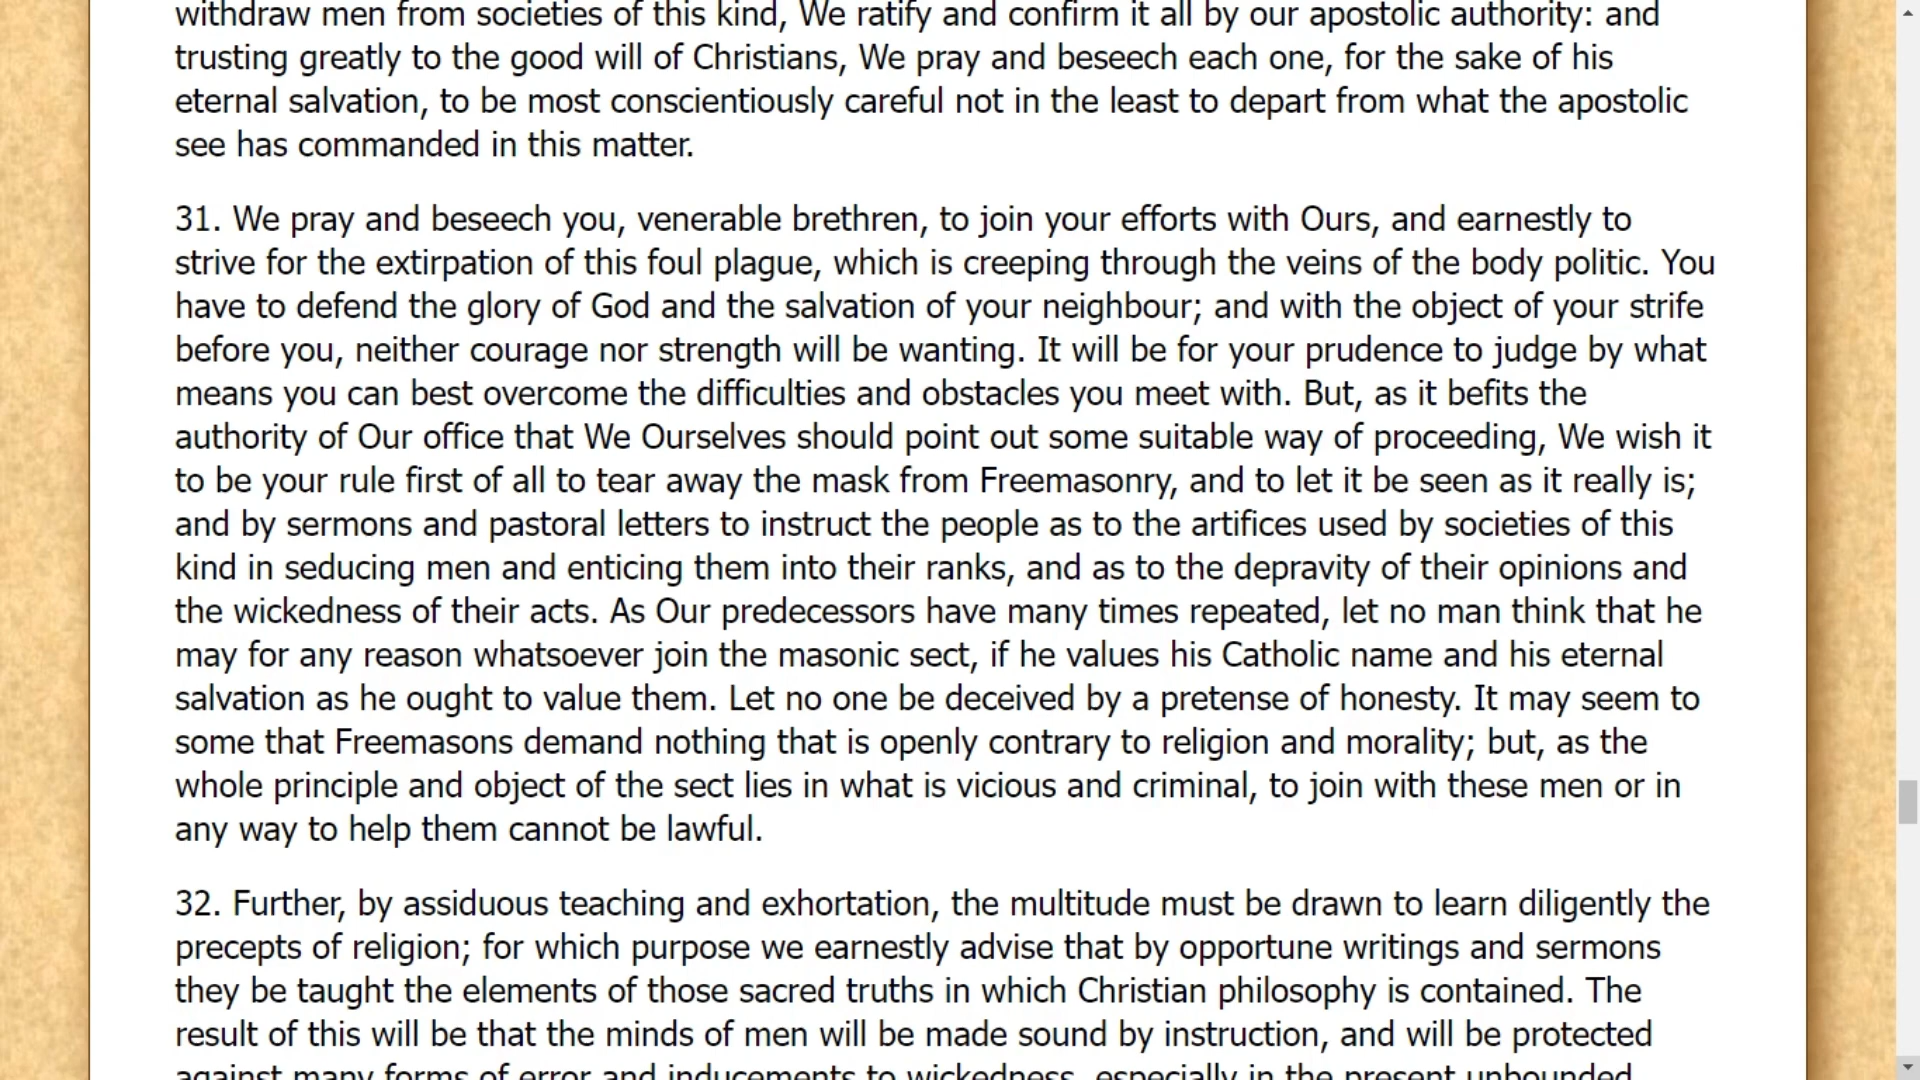 withdraw men from societies of this kind, We ratify and confirm it all by our apostolic authority: and
trusting greatly to the good will of Christians, We pray and beseech each one, for the sake of his
eternal salvation, to be most conscientiously careful not in the least to depart from what the apostolic
see has commanded in this matter.
31. We pray and beseech you, venerable brethren, to join your efforts with Ours, and earnestly to
strive for the extirpation of this foul plague, which is creeping through the veins of the body politic. You
have to defend the glory of God and the salvation of your neighbour; and with the object of your strife
before you, neither courage nor strength will be wanting. It will be for your prudence to judge by what
means you can best overcome the difficulties and obstacles you meet with. But, as it befits the
authority of Our office that We Ourselves should point out some suitable way of proceeding, We wish it
to be your rule first of all to tear away the mask from Freemasonry, and to let it be seen as it really is;
and by sermons and pastoral letters to instruct the people as to the artifices used by societies of this
kind in seducing men and enticing them into their ranks, and as to the depravity of their opinions and
the wickedness of their acts. As Our predecessors have many times repeated, let no man think that he
may for any reason whatsoever join the masonic sect, if he values his Catholic name and his eternal
salvation as he ought to value them. Let no one be deceived by a pretense of honesty. It may seem to
some that Freemasons demand nothing that is openly contrary to religion and morality; but, as the
whole principle and object of the sect lies in what is vicious and criminal, to join with these men or in
any way to help them cannot be lawful.
32. Further, by assiduous teaching and exhortation, the multitude must be drawn to learn diligently the
precepts of religion; for which purpose we earnestly advise that by opportune writings and sermons
they be taught the elements of those sacred truths in which Christian philosophy is contained. The
result of this will be that the minds of men will be made sound by instruction, and will be protected
against many forms of error and inducements to wickedness, especially in the present unbounded